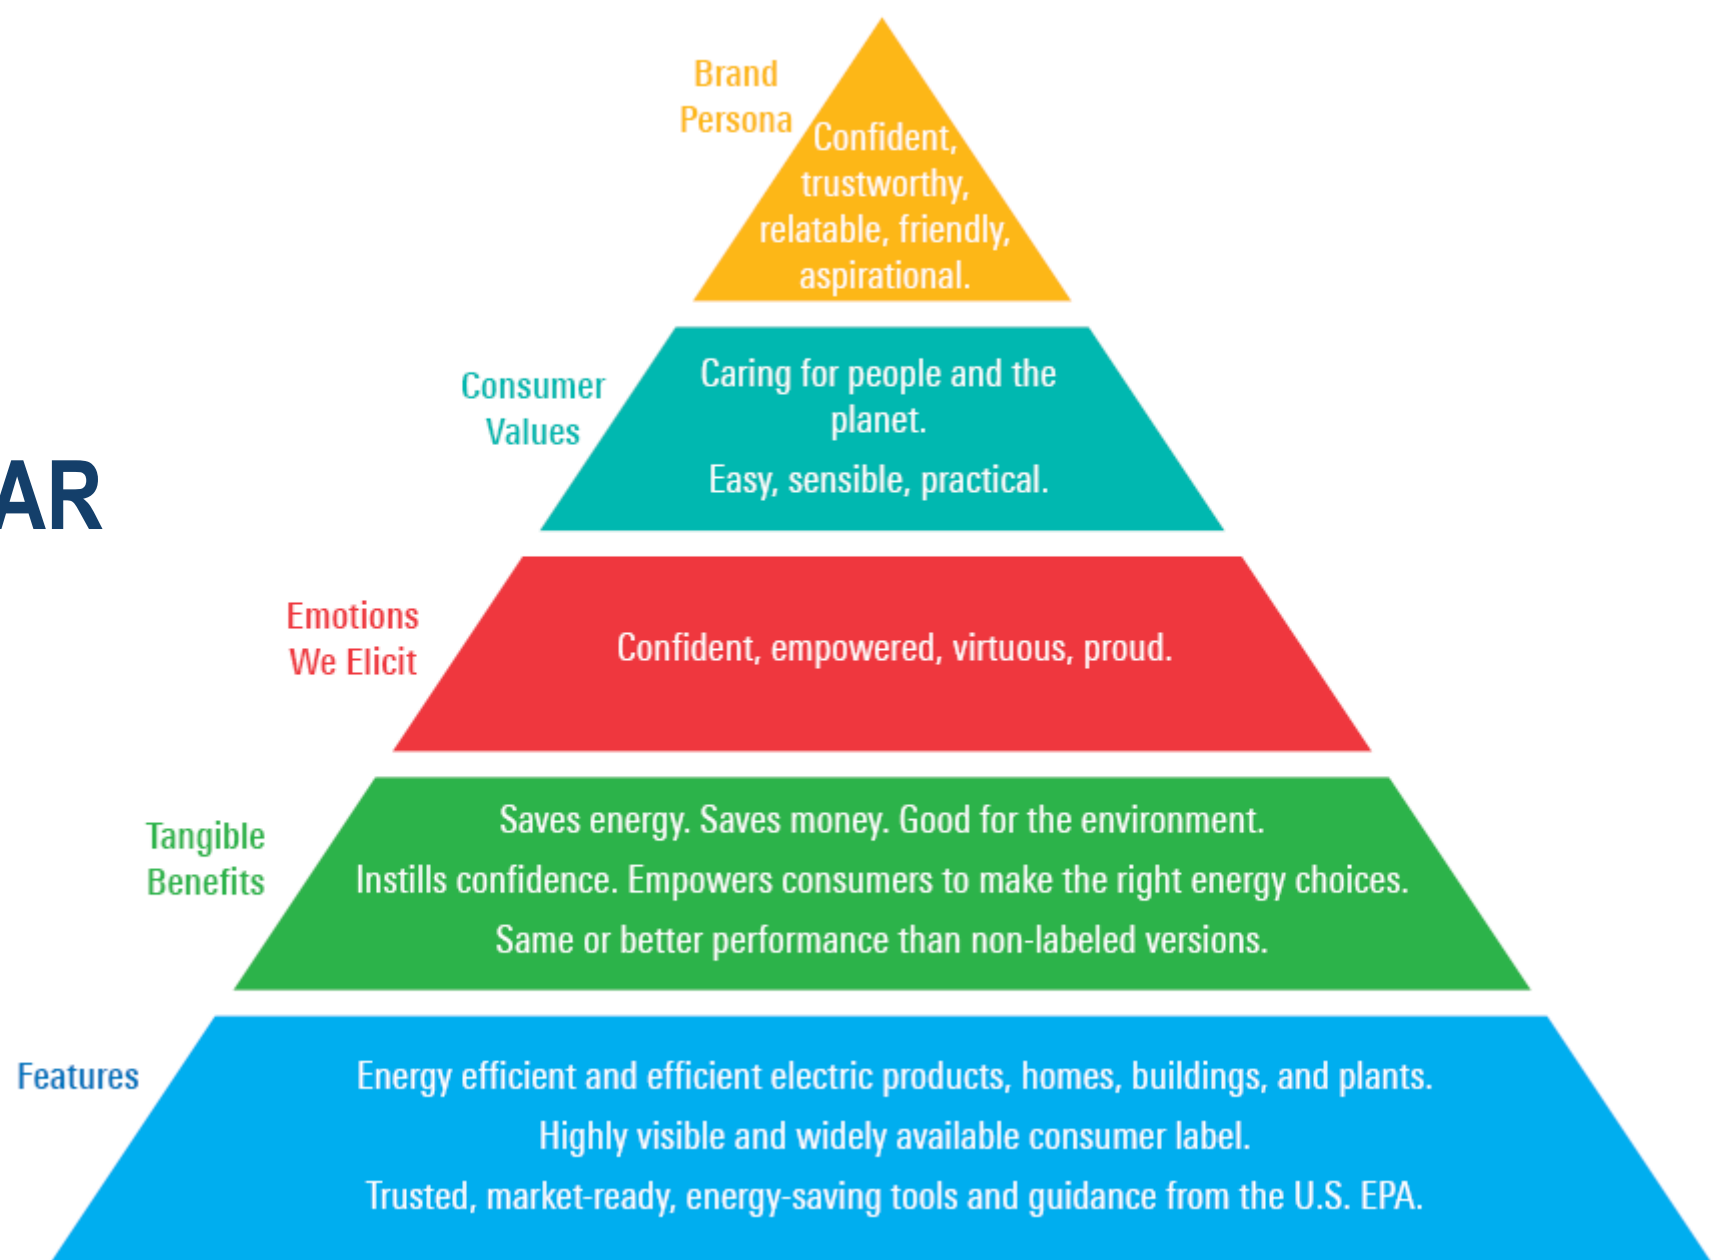 Brand
Persona
Confident,
trustworthy,
relatable, friendly,
aspirational.
Consumer
Values
Caring for people and the
planet.
Easy, sensible, practical.
AR
Emotions
We Elicit
Confident, empowered, virtuous, proud.
Tangible
Benefits
Saves energy. Saves money. Good for the environment.
Instills confidence. Empowers consumers to make the right energy choices.
Same or better performance than non-labeled versions.
Features
Energy efficient and efficient electric products, homes, buildings, and plants.
Highly visible and widely available consumer label.
Trusted, market-ready, energy-saving tools and guidance from the U.S. EPA.